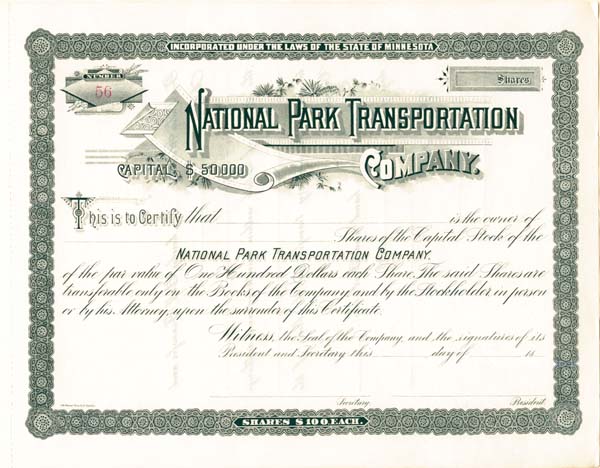 INCORPORATED UNDER THE LAWS OF THE STATE OF MINNESOTA
NUMBER
56
Shares
NATIONAL PARK TRANSPORTATION
COMPANY.
CAPITAL, $50,000
This is to Certify that is the owner of
Shares of the Capital Stock of the
NATIONAL PARK TRANSPORTATION COMPANY.
of the par value of One Hundred Dollars each Share. The said Shares are
transferable only on the Books of the Company and by the Stockholder in person
or by his Attorney, upon the surrender of this Certificate.
Witness, the Seal of the Company, and the signatures of its
President and Secretary this day of 18
Secretary. President.
SHARES $100 EACH.